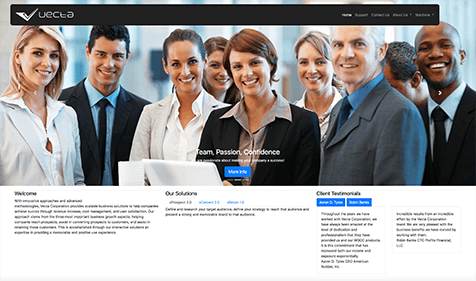 vecta
Home Support Contact Us About Us Solutions
Team, Passion, Confidence
passionate about making your company a success!
More Info
Welcome
With innovative approaches and advanced
methodologies, Vecta Corporation provides scalable business solutions to help companies
achieve success through revenue increase, cost management, and user satisfaction. Our
approach stems from the three most important business growth aspects: helping
companies reach prospects, assist in converting prospects to customers, and assist in
retaining those customers. This is accomplished through our interactive solutions an
expertise in providing a memorable and positive user experience.
Our Solutions
vProspect 2.0 vConvert 2.0 vRetain 1.0
Define and research your target audience, define your strategy to reach that audience and
present a strong and memorable brand to that audience.
Client Testimonials
Aaron D. Tyree Robin Banks
Throughout the years we have
worked with Vecta Corporation, we
have always been amazed at the
level of dedication and
professionalism that they have
provided us and our MODC products.
It is this commitment that has
increased both our income and
exposure exponentially.
Aaron D. Tyree CEO American
Rubber, Inc.
Incredible results from an incredible
effort by the Vecta Corporation
team! We are very pleased with the
business benefits we have received by
working with them.
Robin Banks CTO Profile Financial,
LLC.